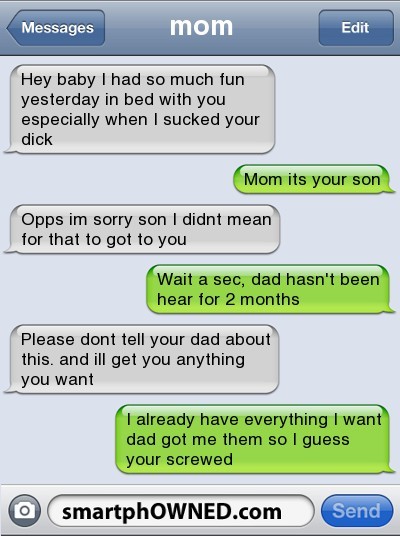 Messages
mom
Edit
Hey baby I had so much fun
yesterday in bed with you
especially when I sucked your
dick
Mom its your son
Opps im sorry son I didnt mean
for that to got to you
Wait a sec, dad hasn't been
hear for 2 months
Please dont tell your dad about
this. and ill get you anything
you want
I already have everything I want
dad got me them so I guess
your screwed
smartphOWNED.com
Send